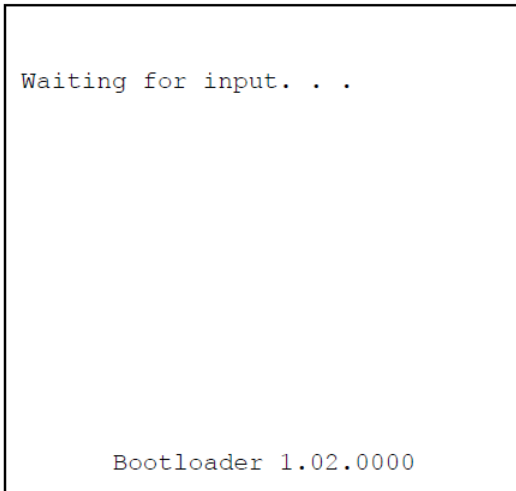 Waiting for input. . .
Bootloader 1.02.0000